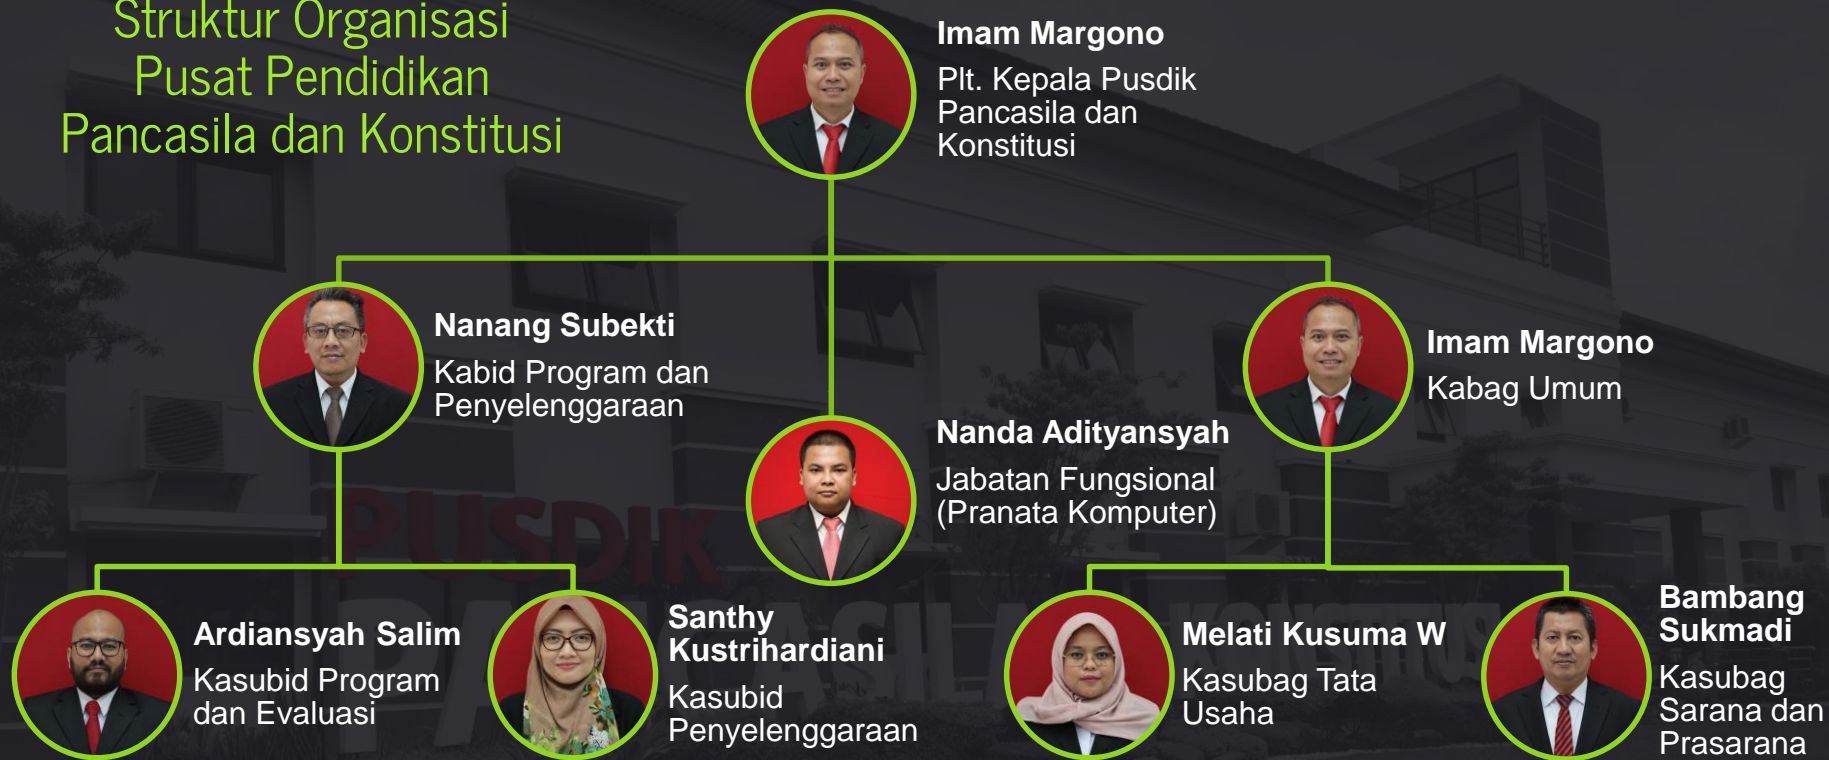 Struktur Organisasi
Pusat Pendidikan
Pancasila dan Konstitusi
Imam Margono
Plt. Kepala Pusdik
Pancasila dan
Konstitusi
Nanang Subekti
Kabid Program dan
Penyelenggaraan
Nanda Adityansyah
Jabatan Fungsional
(Pranata Komputer)
Imam Margono
Kabag Umum
Ardiansyah Salim
Kasubid Program
dan Evaluasi
Santhy
Kustrihardiani
Kasubid
Penyelenggaraan
Melati Kusuma W
Kasubag Tata
Usaha
Bambang
Sukmadi
Kasubag
Sarana dan
Prasarana
PUSDIK